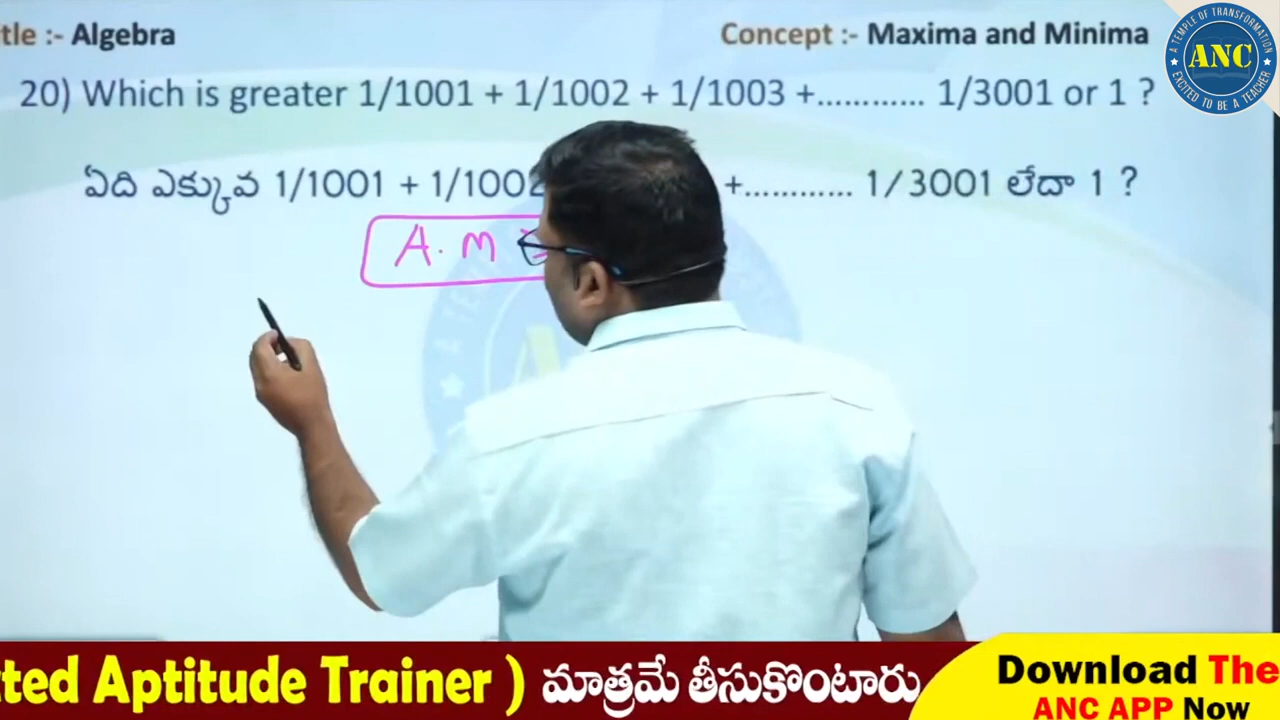 tle :- Algebra
Concept :- Maxima and Minima
A TEMPLE OF TRANSFORMATION
ANC
EXCITED TO BE A TEACHER
20) Which is greater 1/1001 + 1/1002 + 1/1003 +............ 1/3001 or 1 ?
ఏది ఎక్కువ 1/1001 + 1/1002 +............ 1/3001 లేదా 1 ?
A.M ≥
tted Aptitude Trainer ) మాత్రమే తీసుకొంటారు
Download The
ANC APP Now